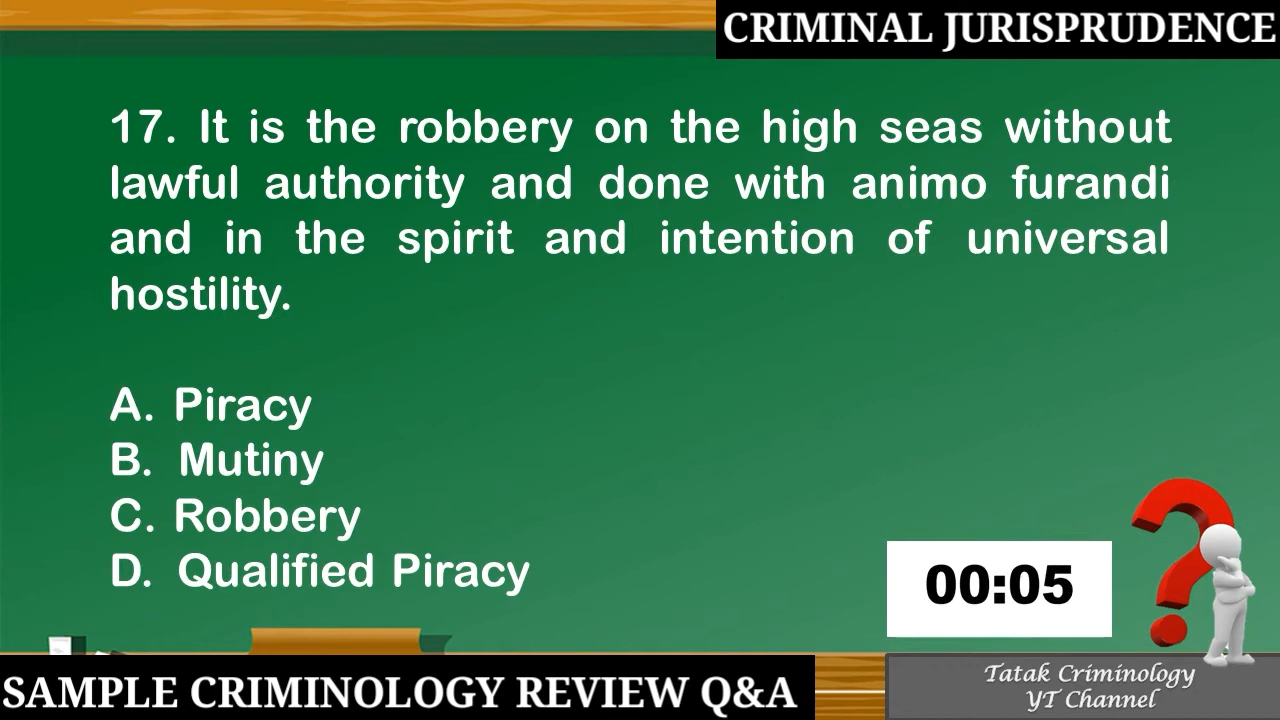 CRIMINAL JURISPRUDENCE
17. It is the robbery on the high seas without
lawful authority and done with animo furandi
and in the spirit and intention of universal
hostility.
A. Piracy
B. Mutiny
C. Robbery
D. Qualified Piracy
00:05
Tatak Criminology
YT Channel
SAMPLE CRIMINOLOGY REVIEW Q&A